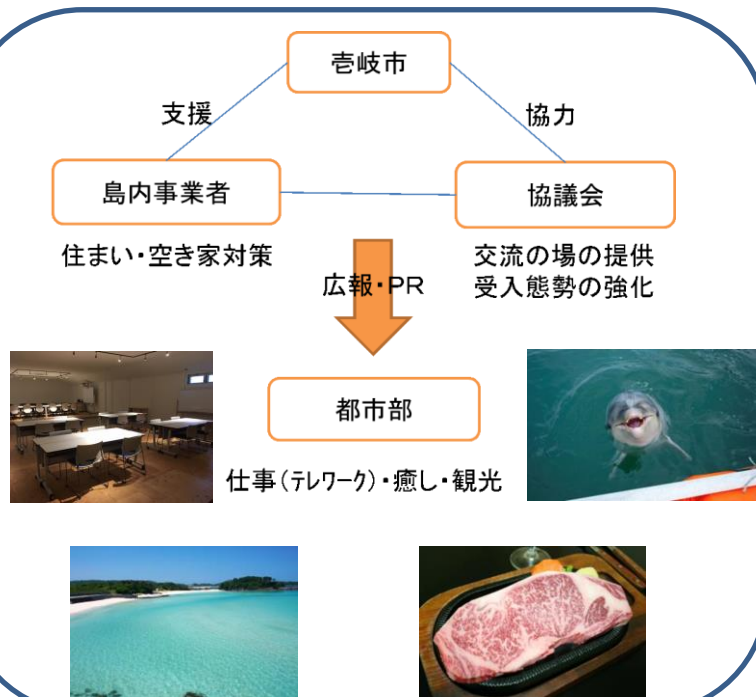 壱岐市
支援
協力
島内事業者
協議会
住まい・空き家対策
交流の場の提供
受入態勢の強化
広報・PR
都市部
仕事(テレワーク)・癒し・観光